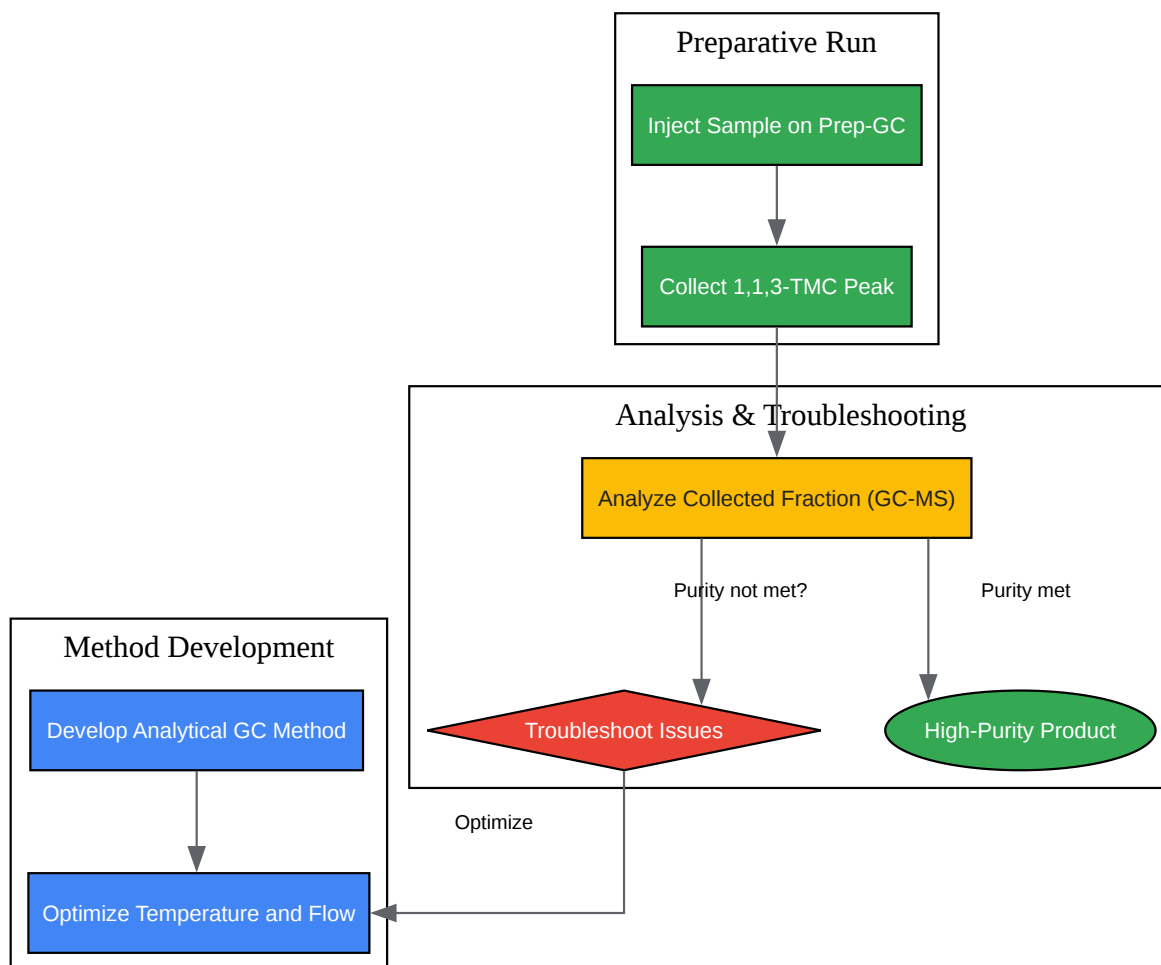 Preparative Run
Inject Sample on Prep-GC
Collect 1,1,3-TMC Peak
Analysis & Troubleshooting
Analyze Collected Fraction (GC-MS)
Purity not met?
Purity met
Method Development
Develop Analytical GC Method
Troubleshoot Issues
High-Purity Product
Optimize
Optimize Temperature and Flow